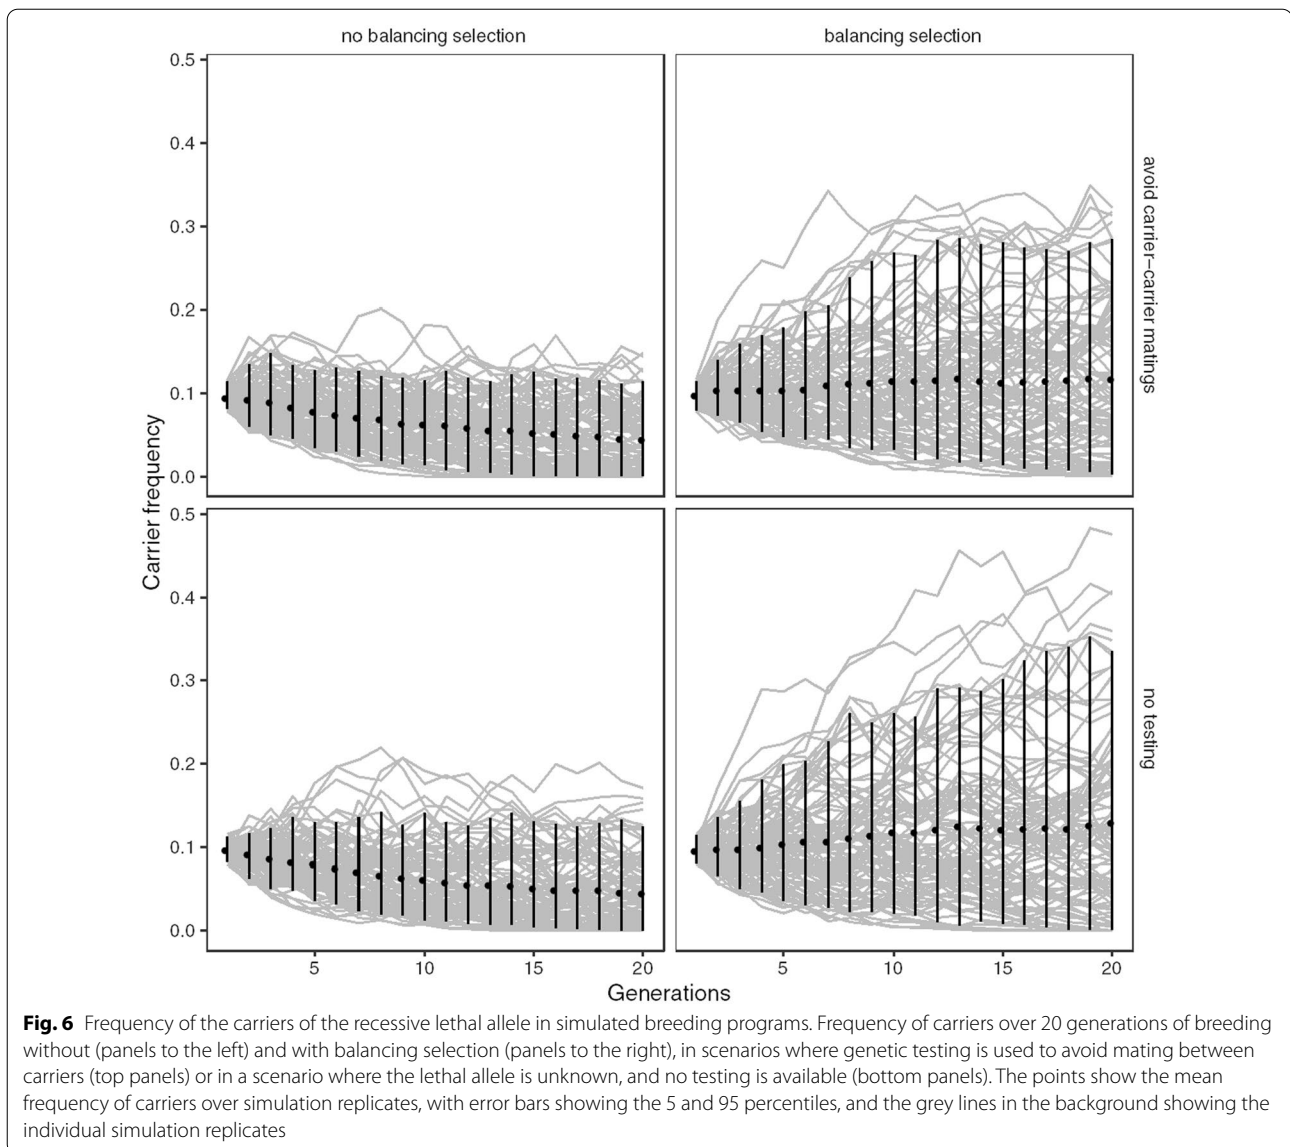 no balancing selection
balancing selection
0.5
0.4
0.3
0.2
0.1
0.0
avoid carrier–carrier matings
Carrier frequency
0.5
0.4
0.3
0.2
0.1
0.0
no testing
5
10
15
20
5
10
15
20
Generations
Fig. 6 Frequency of the carriers of the recessive lethal allele in simulated breeding programs. Frequency of carriers over 20 generations of breeding
without (panels to the left) and with balancing selection (panels to the right), in scenarios where genetic testing is used to avoid mating between
carriers (top panels) or in a scenario where the lethal allele is unknown, and no testing is available (bottom panels). The points show the mean
frequency of carriers over simulation replicates, with error bars showing the 5 and 95 percentiles, and the grey lines in the background showing the
individual simulation replicates